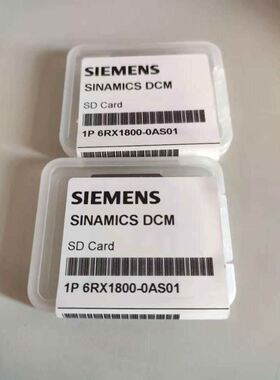 SIEMENS
SINAMICS DCM
SD Card
1P 6RX1800-0AS01
SIEMENS
SINAMICS DCM
SD Card
1P 6RX1800-0AS01